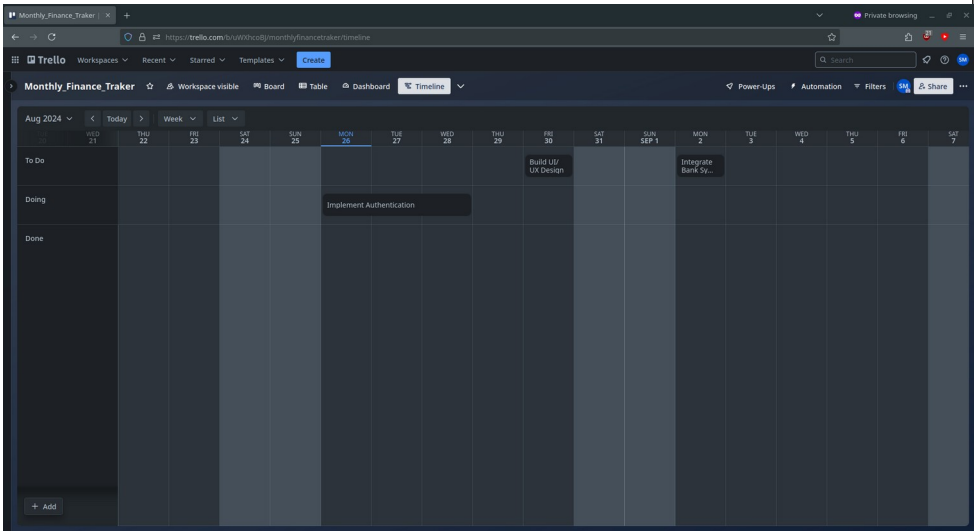 Monthly_Finance_Traker |
Private browsing
https://trello.com/b/uWXhcoBJ/monthlyfinancetraker/timeline
21
Trello Workspaces Recent Starred Templates Create Search SM
Monthly_Finance_Traker Workspace visible Board Table Dashboard Timeline Power-Ups Automation Filters SM Share
Aug 2024 Today Week List
WED THU FRI SAT SUN MON TUE WED THU FRI SAT SUN MON TUE WED THU FRI SAT
21 22 23 24 25 26 27 28 29 30 31 SEP 1 2 3 4 5 6 7
To Do
Build UI/
UX Design
Integrate
Bank Sy...
Doing
Implement Authentication
Done
+ Add